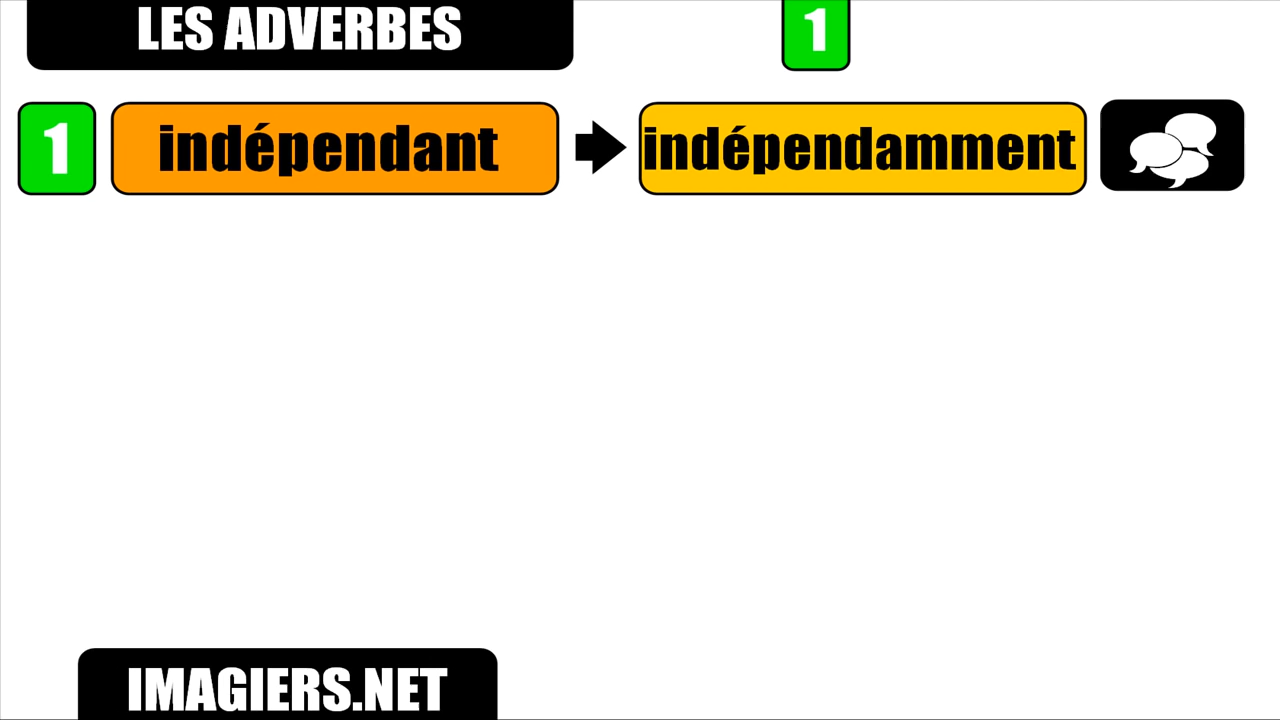 LES ADVERBES
1
1
indépendant
indépendamment
IMAGIERS.NET